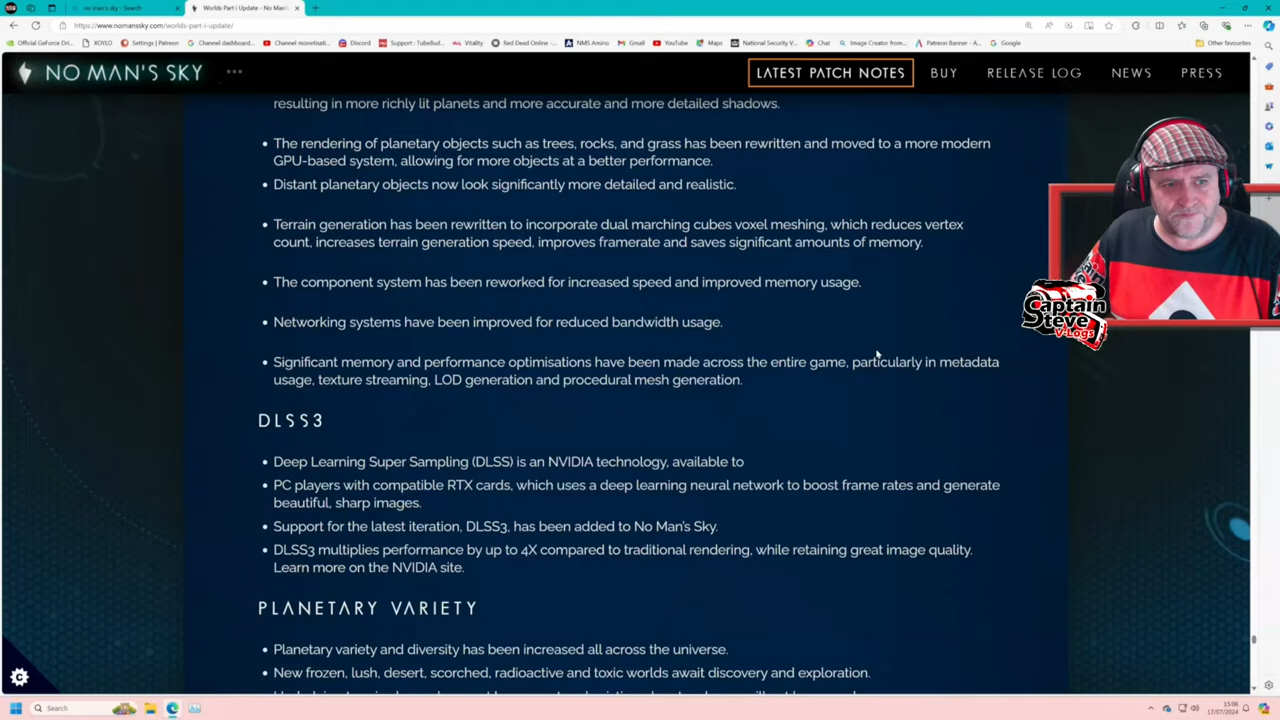 no man's sky - Search
Worlds Part I Update - No Man's
https://www.nomanssky.com/worlds-part-i-update/
Official GeForce Dri...
XOYLO
Settings | Patreon
Channel dashboard...
Channel monetisati...
Discord
Support : TubeBud...
Vitality
Red Dead Online -...
NMS Amino
Gmail
YouTube
Maps
National Security V...
Chat
Image Creator from...
Patreon Banner - A...
Google
Other favourites
NO MAN'S SKY
LATEST PATCH NOTES
BUY
RELEASE LOG
NEWS
PRESS
resulting in more richly lit planets and more accurate and more detailed shadows.
The rendering of planetary objects such as trees, rocks, and grass has been rewritten and moved to a more modern
GPU-based system, allowing for more objects at a better performance.
Distant planetary objects now look significantly more detailed and realistic.
Terrain generation has been rewritten to incorporate dual marching cubes voxel meshing, which reduces vertex
count, increases terrain generation speed, improves framerate and saves significant amounts of memory.
The component system has been reworked for increased speed and improved memory usage.
Networking systems have been improved for reduced bandwidth usage.
Significant memory and performance optimisations have been made across the entire game, particularly in metadata
usage, texture streaming, LOD generation and procedural mesh generation.
DLSS3
Deep Learning Super Sampling (DLSS) is an NVIDIA technology, available to
PC players with compatible RTX cards, which uses a deep learning neural network to boost frame rates and generate
beautiful, sharp images.
Support for the latest iteration, DLSS3, has been added to No Man's Sky.
DLSS3 multiplies performance by up to 4X compared to traditional rendering, while retaining great image quality.
Learn more on the NVIDIA site.
PLANETARY VARIETY
Planetary variety and diversity has been increased all across the universe.
New frozen, lush, desert, scorched, radioactive and toxic worlds await discovery and exploration.
Captain
Steve
V-Logs
Search
15:06
17/07/2024